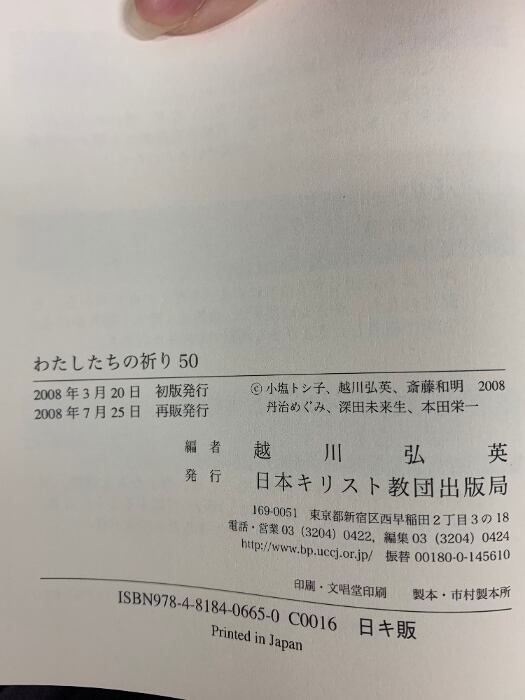 わたしたちの祈り 50
2008 年 3 月 20 日　初版発行
2008 年 7 月 25 日　再版発行
ⓒ 小塩トシ子、越川弘英、斎藤和明　2008
丹治めぐみ、深田未来生、本田栄一
編 者　越 川 弘 英
発 行　日本キリスト教団出版局
169-0051　東京都新宿区西早稲田 2 丁目 3 の 18
電話・営業 03 (3204) 0422, 編集 03 (3204) 0424
http://www.bp.uccj.or.jp/　振替 00180-0-145610
印刷・文唱堂印刷　製本・市村製本所
ISBN978-4-8184-0665-0　C0016　日キ販
Printed in Japan